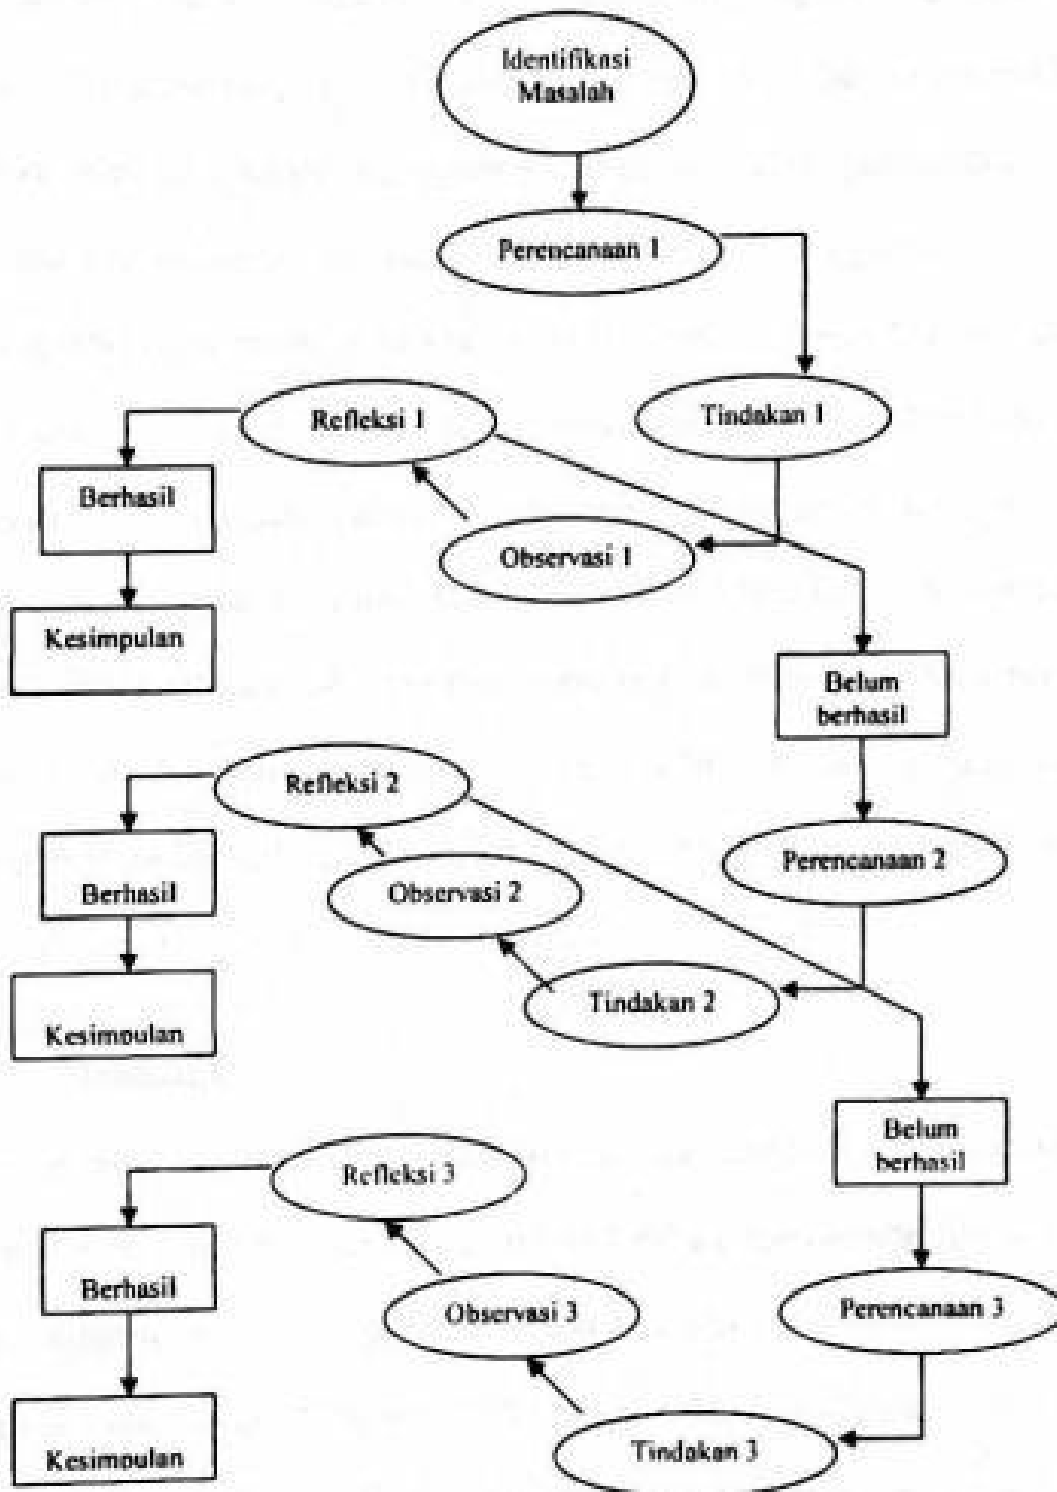 Identifikasi
Masalah
Perencanaan 1
Tindakan 1
Refleksi 1
Berhasil
Observasi 1
Kesimpulan
Belum
berhasil
Refleksi 2
Perencanaan 2
Berhasil
Observasi 2
Tindakan 2
Kesimpulan
Belum
berhasil
Refleksi 3
Berhasil
Observasi 3
Perencanaan 3
Kesimpulan
Tindakan 3